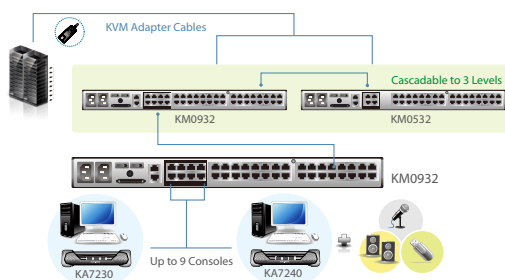 KVM Adapter Cables
Cascadable to 3 Levels
KM0932
KM0532
KM0932
Up to 9 Consoles
KA7230
KA7240